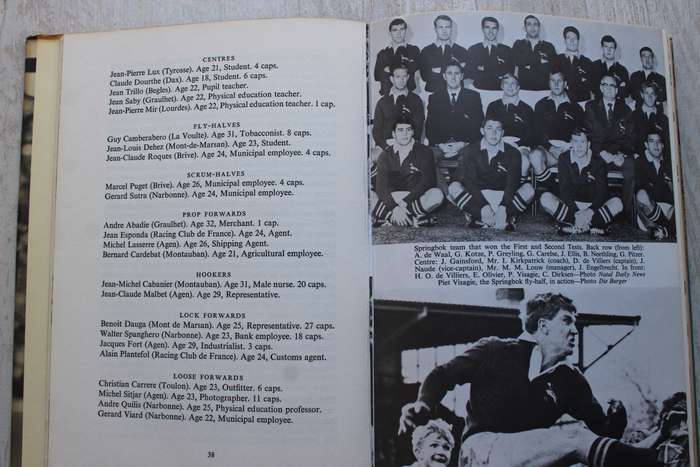 CENTRES
Jean-Pierre Lux (Tyrosse). Age 21, Student. 4 caps.
Claude Dourthe (Dax). Age 18, Student. 6 caps.
Jean Trillo (Begles). Age 22, Pupil teacher.
Jean Saby (Graulhet). Age 22, Physical education teacher.
Jean-Pierre Mir (Lourdes). Age 22, Physical education teacher. 1 cap.
FLY-HALVES
Guy Camberabero (La Voulte). Age 31, Tobacconist. 8 caps.
Jean-Louis Dehez (Mont-de-Marsan). Age 23, Student.
Jean-Claude Roques (Brive). Age 24, Municipal employee. 4 caps.
SCRUM-HALVES
Marcel Puget (Brive). Age 26, Municipal employee. 4 caps.
Gerard Sutra (Narbonne). Age 24, Municipal employee.
PROP FORWARDS
Andre Abadie (Graulhet). Age 32, Merchant. 1 cap.
Jean Esponda (Racing Club de France). Age 24, Agent.
Michel Lasserre (Agen). Age 26, Shipping Agent.
Bernard Cardebat (Montauban). Age 21, Agricultural employee.
HOOKERS
Jean-Michel Cabanier (Montauban). Age 31, Male nurse. 20 caps.
Jean-Claude Malbet (Agen). Age 29, Representative.
LOCK FORWARDS
Benoit Dauga (Mont de Marsan). Age 25, Representative. 27 caps.
Walter Spanghero (Narbonne). Age 23, Bank employee. 18 caps.
Jacques Fort (Agen). Age 29, Industrialist. 3 caps.
Alain Plantefol (Racing Club de France). Age 24, Customs agent.
LOOSE FORWARDS
Christian Carrere (Toulon). Age 23, Outfitter. 6 caps.
Michel Sitjar (Agen). Age 23, Photographer. 11 caps.
Andre Quilis (Narbonne). Age 25, Physical education professor.
Gerard Viard (Narbonne). Age 22, Municipal employee.
38
Springbok team that won the First and Second Tests. Back row (from left):
A. de Waal, G. Kotze, P. Greyling, G. Carelse, J. Ellis, B. Northling, G. Pitzer.
Centre: J. Gainsford, Mr. I. Kirkpatrick (coach), D. de Villiers (captain), J.
Naude (vice-captain), Mr. M. M. Louw (manager), J. Engelbrecht. In front:
H. O. de Villiers, E. Olivier, P. Visagie, C. Dirksen—Photo Natal Daily News
Piet Visagie, the Springbok fly-half, in action—Photo Die Burger